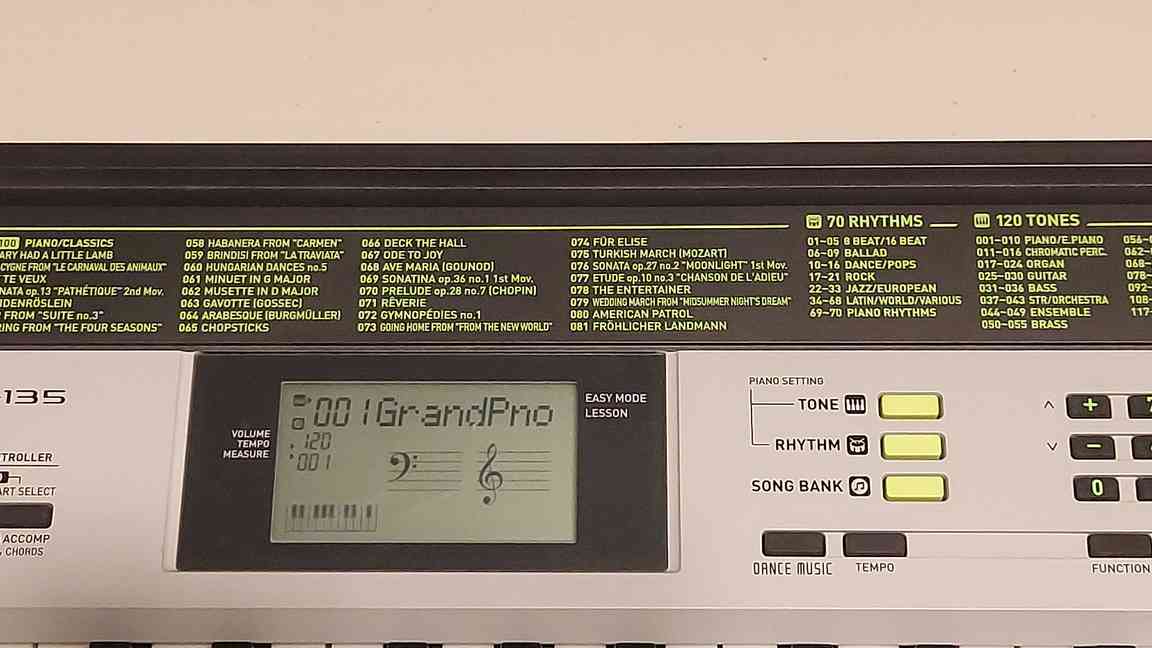 100 PIANO/CLASSICS
ARY HAD A LITTLE LAMB
CYGNE FROM "LE CARNAVAL DES ANIMAUX"
TE VEUX
NATA op.13 "PATHÉTIQUE" 2nd Mov.
IDENRÖSLEIN
FROM "SUITE no.3"
RING FROM "THE FOUR SEASONS"
058 HABANERA FROM "CARMEN"
059 BRINDISI FROM "LA TRAVIATA"
060 HUNGARIAN DANCES no.5
061 MINUET IN G MAJOR
062 MUSETTE IN D MAJOR
063 GAVOTTE (GOSSEC)
064 ARABESQUE (BURGMÜLLER)
065 CHOPSTICKS
066 DECK THE HALL
067 ODE TO JOY
068 AVE MARIA (GOUNOD)
069 SONATINA op.36 no.1 1st Mov.
070 PRELUDE op.28 no.7 (CHOPIN)
071 RÊVERIE
072 GYMNOPÉDIES no.1
073 GOING HOME FROM "FROM THE NEW WORLD"
074 FÜR ELISE
075 TURKISH MARCH (MOZART)
076 SONATA op.27 no.2 "MOONLIGHT" 1st Mov.
077 ETUDE op.10 no.3 "CHANSON DE L'ADIEU"
078 THE ENTERTAINER
079 WEDDING MARCH FROM "MIDSUMMER NIGHT'S DREAM"
080 AMERICAN PATROL
081 FRÖHLICHER LANDMANN
70 RHYTHMS
01-05 8 BEAT/16 BEAT
06-09 BALLAD
10-16 DANCE/POPS
17-21 ROCK
22-33 JAZZ/EUROPEAN
34-68 LATIN/WORLD/VARIOUS
69-70 PIANO RHYTHMS
120 TONES
001-010 PIANO/E.PIANO
011-016 CHROMATIC PERC.
017-024 ORGAN
025-030 GUITAR
031-036 BASS
037-043 STR/ORCHESTRA
044-049 ENSEMBLE
050-055 BRASS
056-0
062-
068-
078-
092-
108-
117-
-135
TROLLER
ART SELECT
ACCOMP
CHORDS
VOLUME
TEMPO
MEASURE
001GrandPno
120
001
EASY MODE
LESSON
PIANO SETTING
TONE
RHYTHM
SONG BANK
DANCE MUSIC
TEMPO
+
-
0
FUNCTION